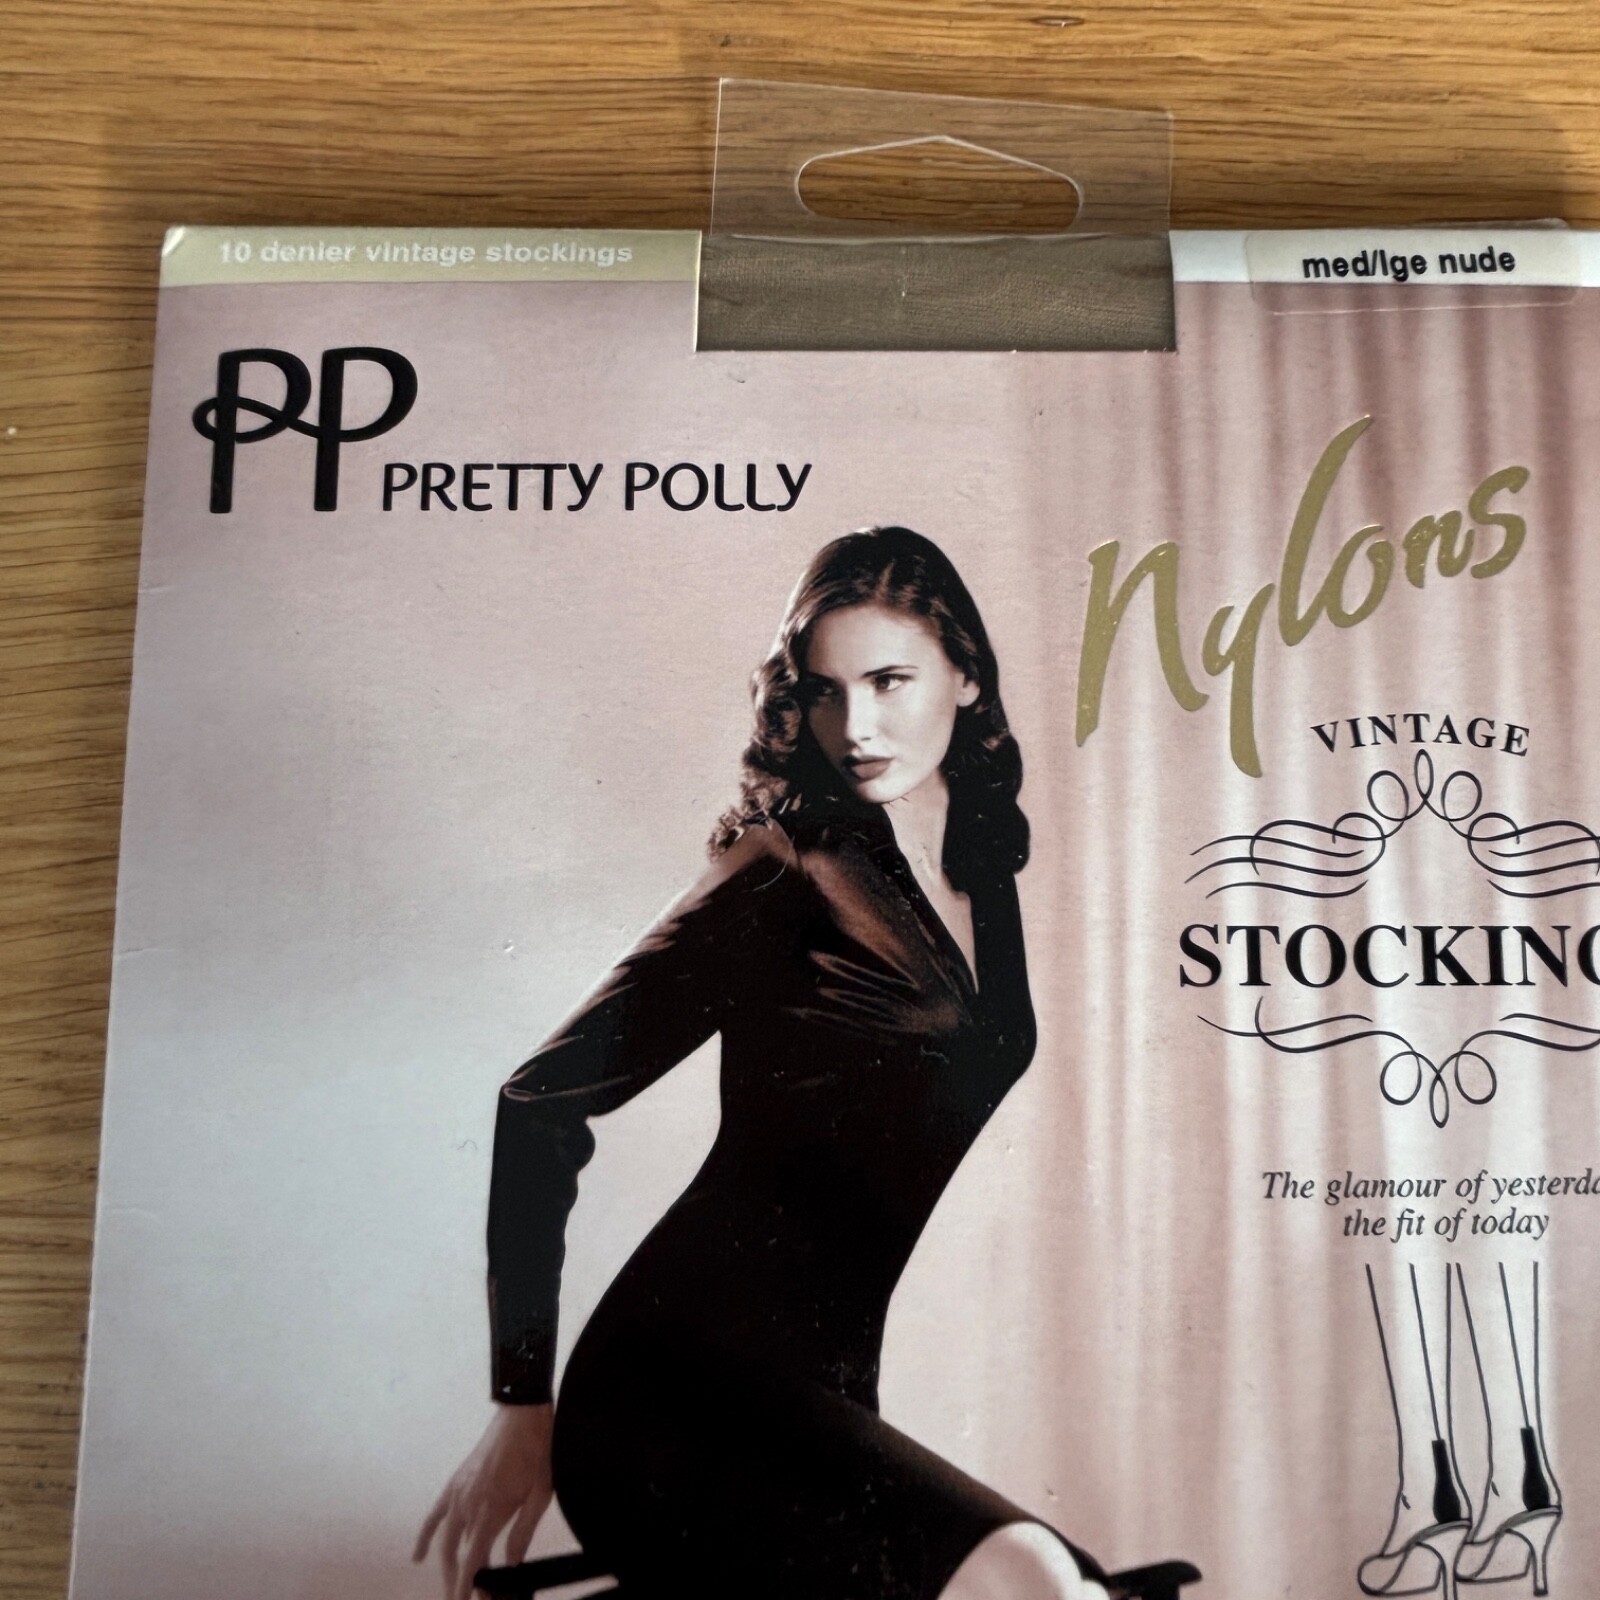 10 denier vintage stockings
med/lge nude
PP PRETTY POLLY
Nylons
VINTAGE
STOCKING
The glamour of yesterda
the fit of today